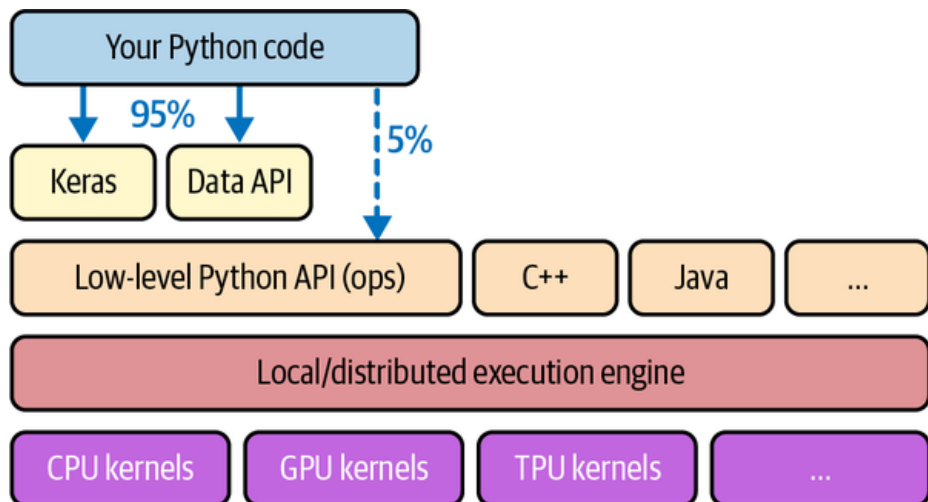 Your Python code
95%
5%
Keras
Data API
Low-level Python API (ops)
C++
Java
...
Local/distributed execution engine
CPU kernels
GPU kernels
TPU kernels
...